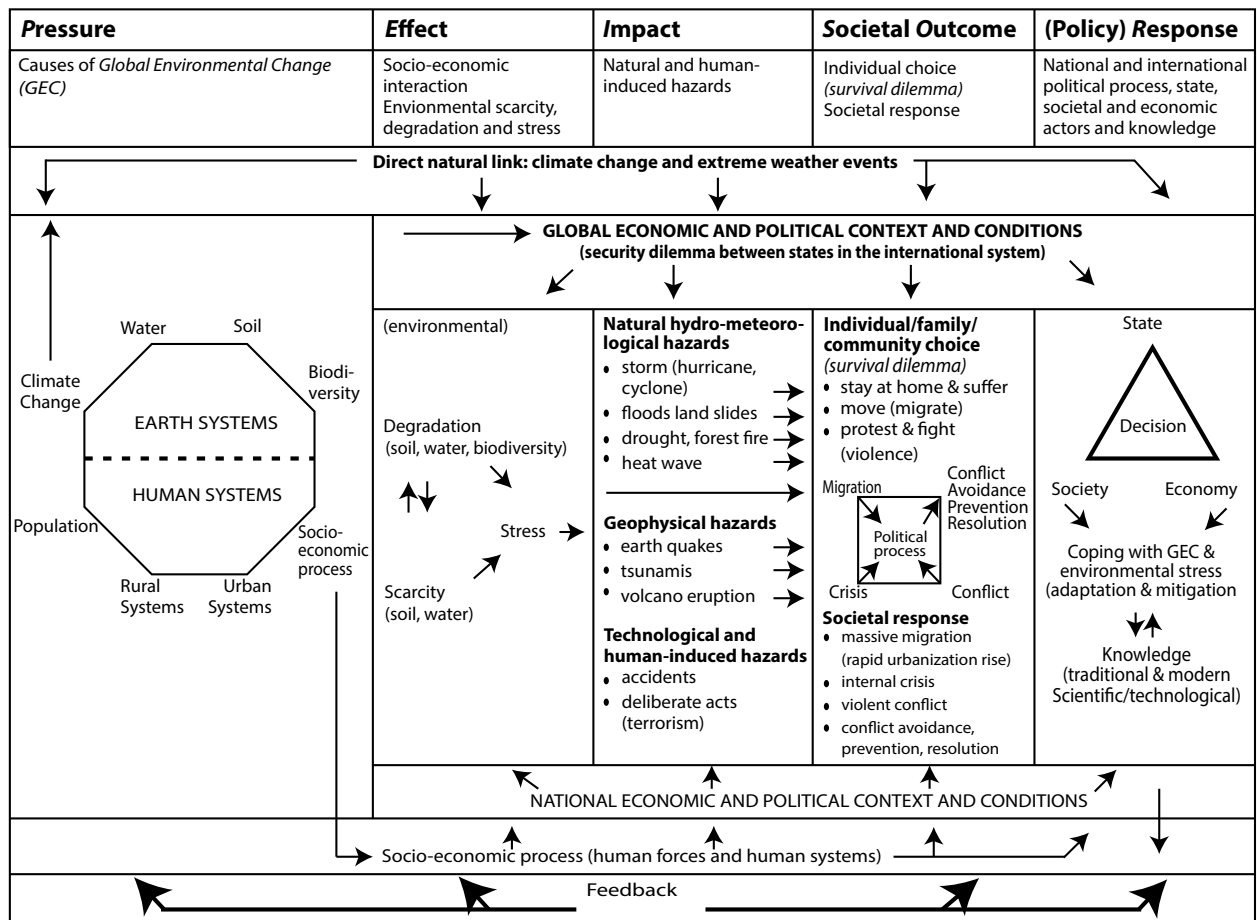 Pressure
Effect
Impact
Societal Outcome
(Policy) Response
Causes of Global Environmental Change
(GEC)
Socio-economic
interaction
Envionmental scarcity,
degradation and stress
Natural and human-
induced hazards
Individual choice
(survival dilemma)
Societal response
National and international
political process, state,
societal and economic
actors and knowledge
Direct natural link: climate change and extreme weather events
GLOBAL ECONOMIC AND POLITICAL CONTEXT AND CONDITIONS
(security dilemma between states in the international system)
Water
Soil
Climate
Change
Biodi-
versity
EARTH SYSTEMS
HUMAN SYSTEMS
Population
Socio-
economic
process
Rural
Systems
Urban
Systems
(environmental)
Degradation
(soil, water, biodiversity)
Stress
Scarcity
(soil, water)
Natural hydro-meteoro-
logical hazards
• storm (hurricane,
cyclone)
• floods land slides
• drought, forest fire
• heat wave
Geophysical hazards
• earth quakes
• tsunamis
• volcano eruption
Technological and
human-induced hazards
• accidents
• deliberate acts
(terrorism)
Individual/family/
community choice
(survival dilemma)
• stay at home & suffer
• move (migrate)
• protest & fight
(violence)
Migration
Conflict
Avoidance
Prevention
Resolution
Political
process
Crisis
Conflict
Societal response
• massive migration
(rapid urbanization rise)
• internal crisis
• violent conflict
• conflict avoidance,
prevention, resolution
State
Decision
Society
Economy
Coping with GEC &
environmental stress
(adaptation & mitigation
Knowledge
(traditional & modern
Scientific/technological)
NATIONAL ECONOMIC AND POLITICAL CONTEXT AND CONDITIONS
Socio-economic process (human forces and human systems)
Feedback